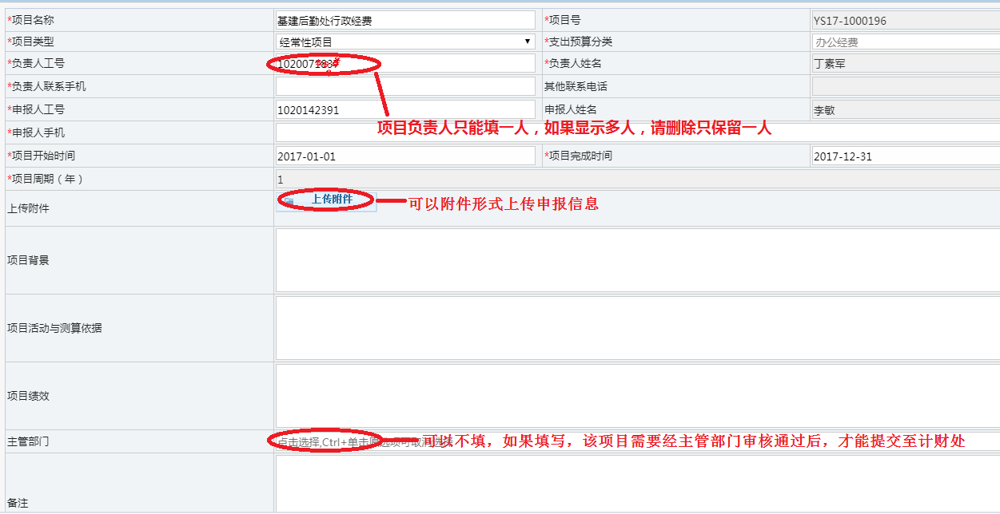 *项目名称 基建后勤处行政经费 *项目号 YS17-1000196
*项目类型 经常性项目 *支出预算分类 办公经费
*负责人工号 *负责人姓名 丁素军
*负责人联系手机 其他联系电话
*申报人工号 1020142391 申报人姓名 李敏
项目负责人只能填一人，如果显示多人，请删除只保留一人
*申报人手机
*项目开始时间 2017-01-01 *项目完成时间 2017-12-31
*项目周期（年） 1
上传附件 上传附件 可以附件形式上传申报信息
项目背景
项目活动与测算依据
项目绩效
主管部门 点击选择,Ctrl+单击 可以不填，如果填写，该项目需要经主管部门审核通过后，才能提交至计财处
备注